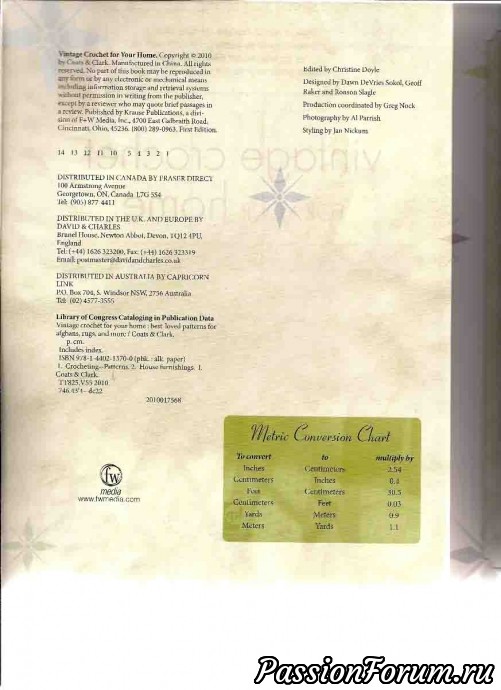 Vintage Crochet for Your Home. Copyright © 2010
by Coats & Clark. Manufactured in China. All rights
reserved. No part of this book may be reproduced in
any form or by any electronic or mechanical means
including information storage and retrieval systems
without permission in writing from the publisher,
except by a reviewer who may quote brief passages in
a review. Published by Krause Publications, a divi-
sion of F+W Media, Inc., 4700 East Galbraith Road,
Cincinnati, Ohio, 45236. (800) 289-0963. First Edition.
14 13 12 11 10 5 4 3 2 1
DISTRIBUTED IN CANADA BY FRASER DIRECT
100 Armstrong Avenue
Georgetown, ON, Canada L7G 5S4
Tel: (905) 877-4411
DISTRIBUTED IN THE U.K. AND EUROPE BY
DAVID & CHARLES
Brunel House, Newton Abbot, Devon, TQ12 4PU,
England
Tel: (+44) 1626 323200, Fax: (+44) 1626 323319
Email: postmaster@davidandcharles.co.uk
DISTRIBUTED IN AUSTRALIA BY CAPRICORN
LINK
P.O. Box 704, S. Windsor NSW, 2756 Australia
Tel: (02) 4577-3555
Library of Congress Cataloging in Publication Data
Vintage crochet for your home : best loved patterns for
afghans, rugs, and more / Coats & Clark.
p. cm.
Includes index.
ISBN 978-1-4402-1370-0 (pbk. : alk. paper)
1. Crocheting--Patterns. 2. House furnishings. I.
Coats & Clark.
TT825.V55 2010
746.43'4--dc22
2010017568
Edited by Christine Doyle
Designed by Dawn DeVries Sokol, Geoff
Raker and Ronson Slagle
Production coordinated by Greg Nock
Photography by Al Parrish
Styling by Jan Nickum
fw
media
www.fwmedia.com
Metric Conversion Chart
To convert to multiply by
Inches Centimeters 2.54
Centimeters Inches 0.4
Feet Centimeters 30.5
Centimeters Feet 0.03
Yards Meters 0.9
Meters Yards 1.1
PassionForum.ru